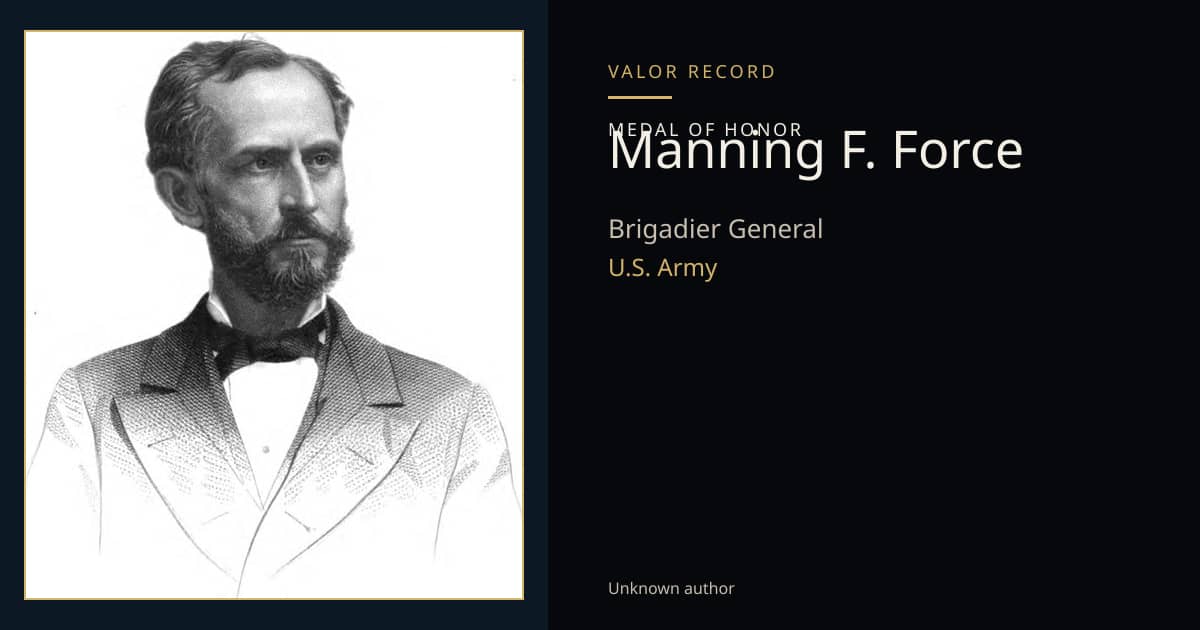 VALOR RECORD
MEDAL OF HONOR
Manning F. Force
Brigadier General
U.S. Army
Unknown author